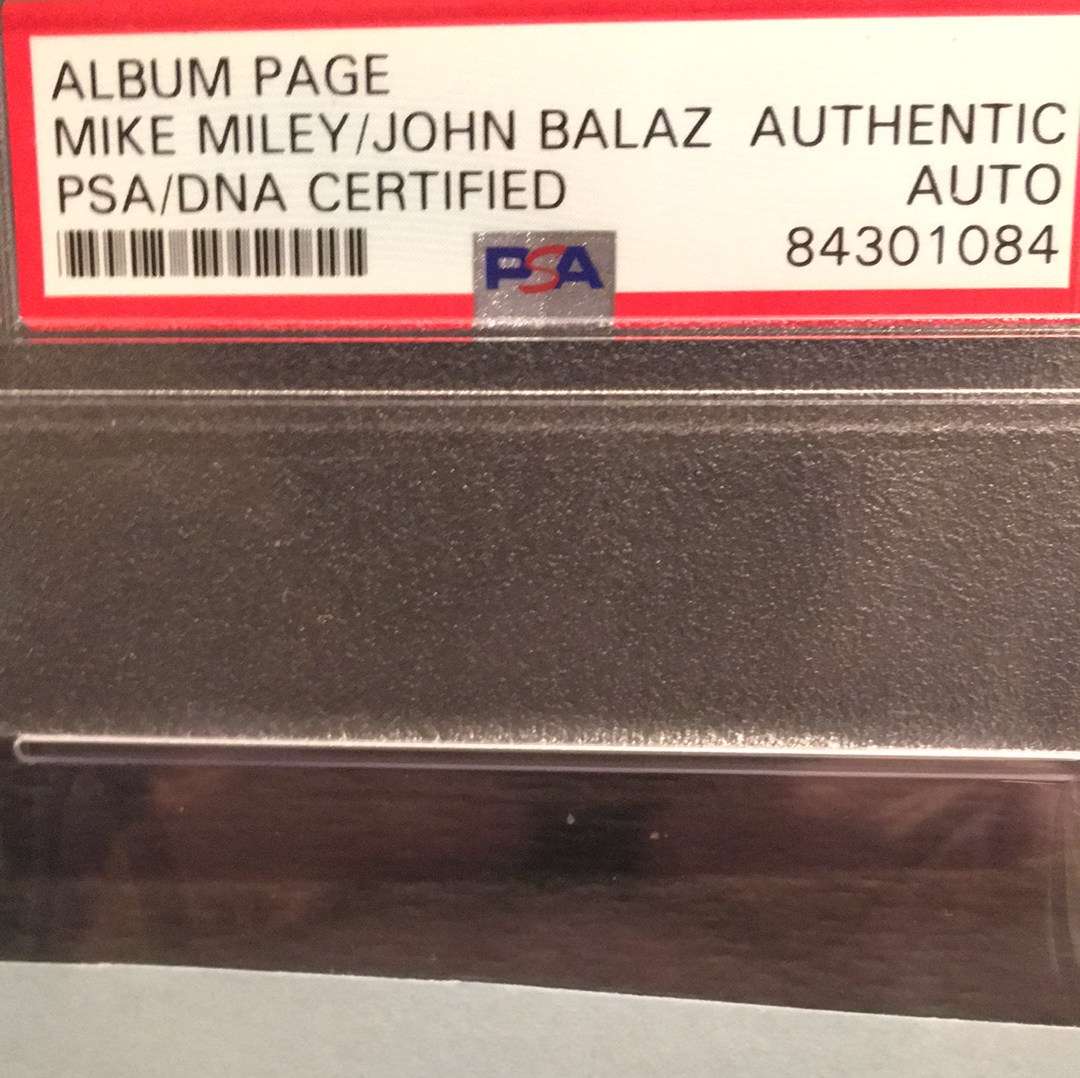 ALBUM PAGE
MIKE MILEY/JOHN BALAZ AUTHENTIC
PSA/DNA CERTIFIED AUTO
84301084
PSA